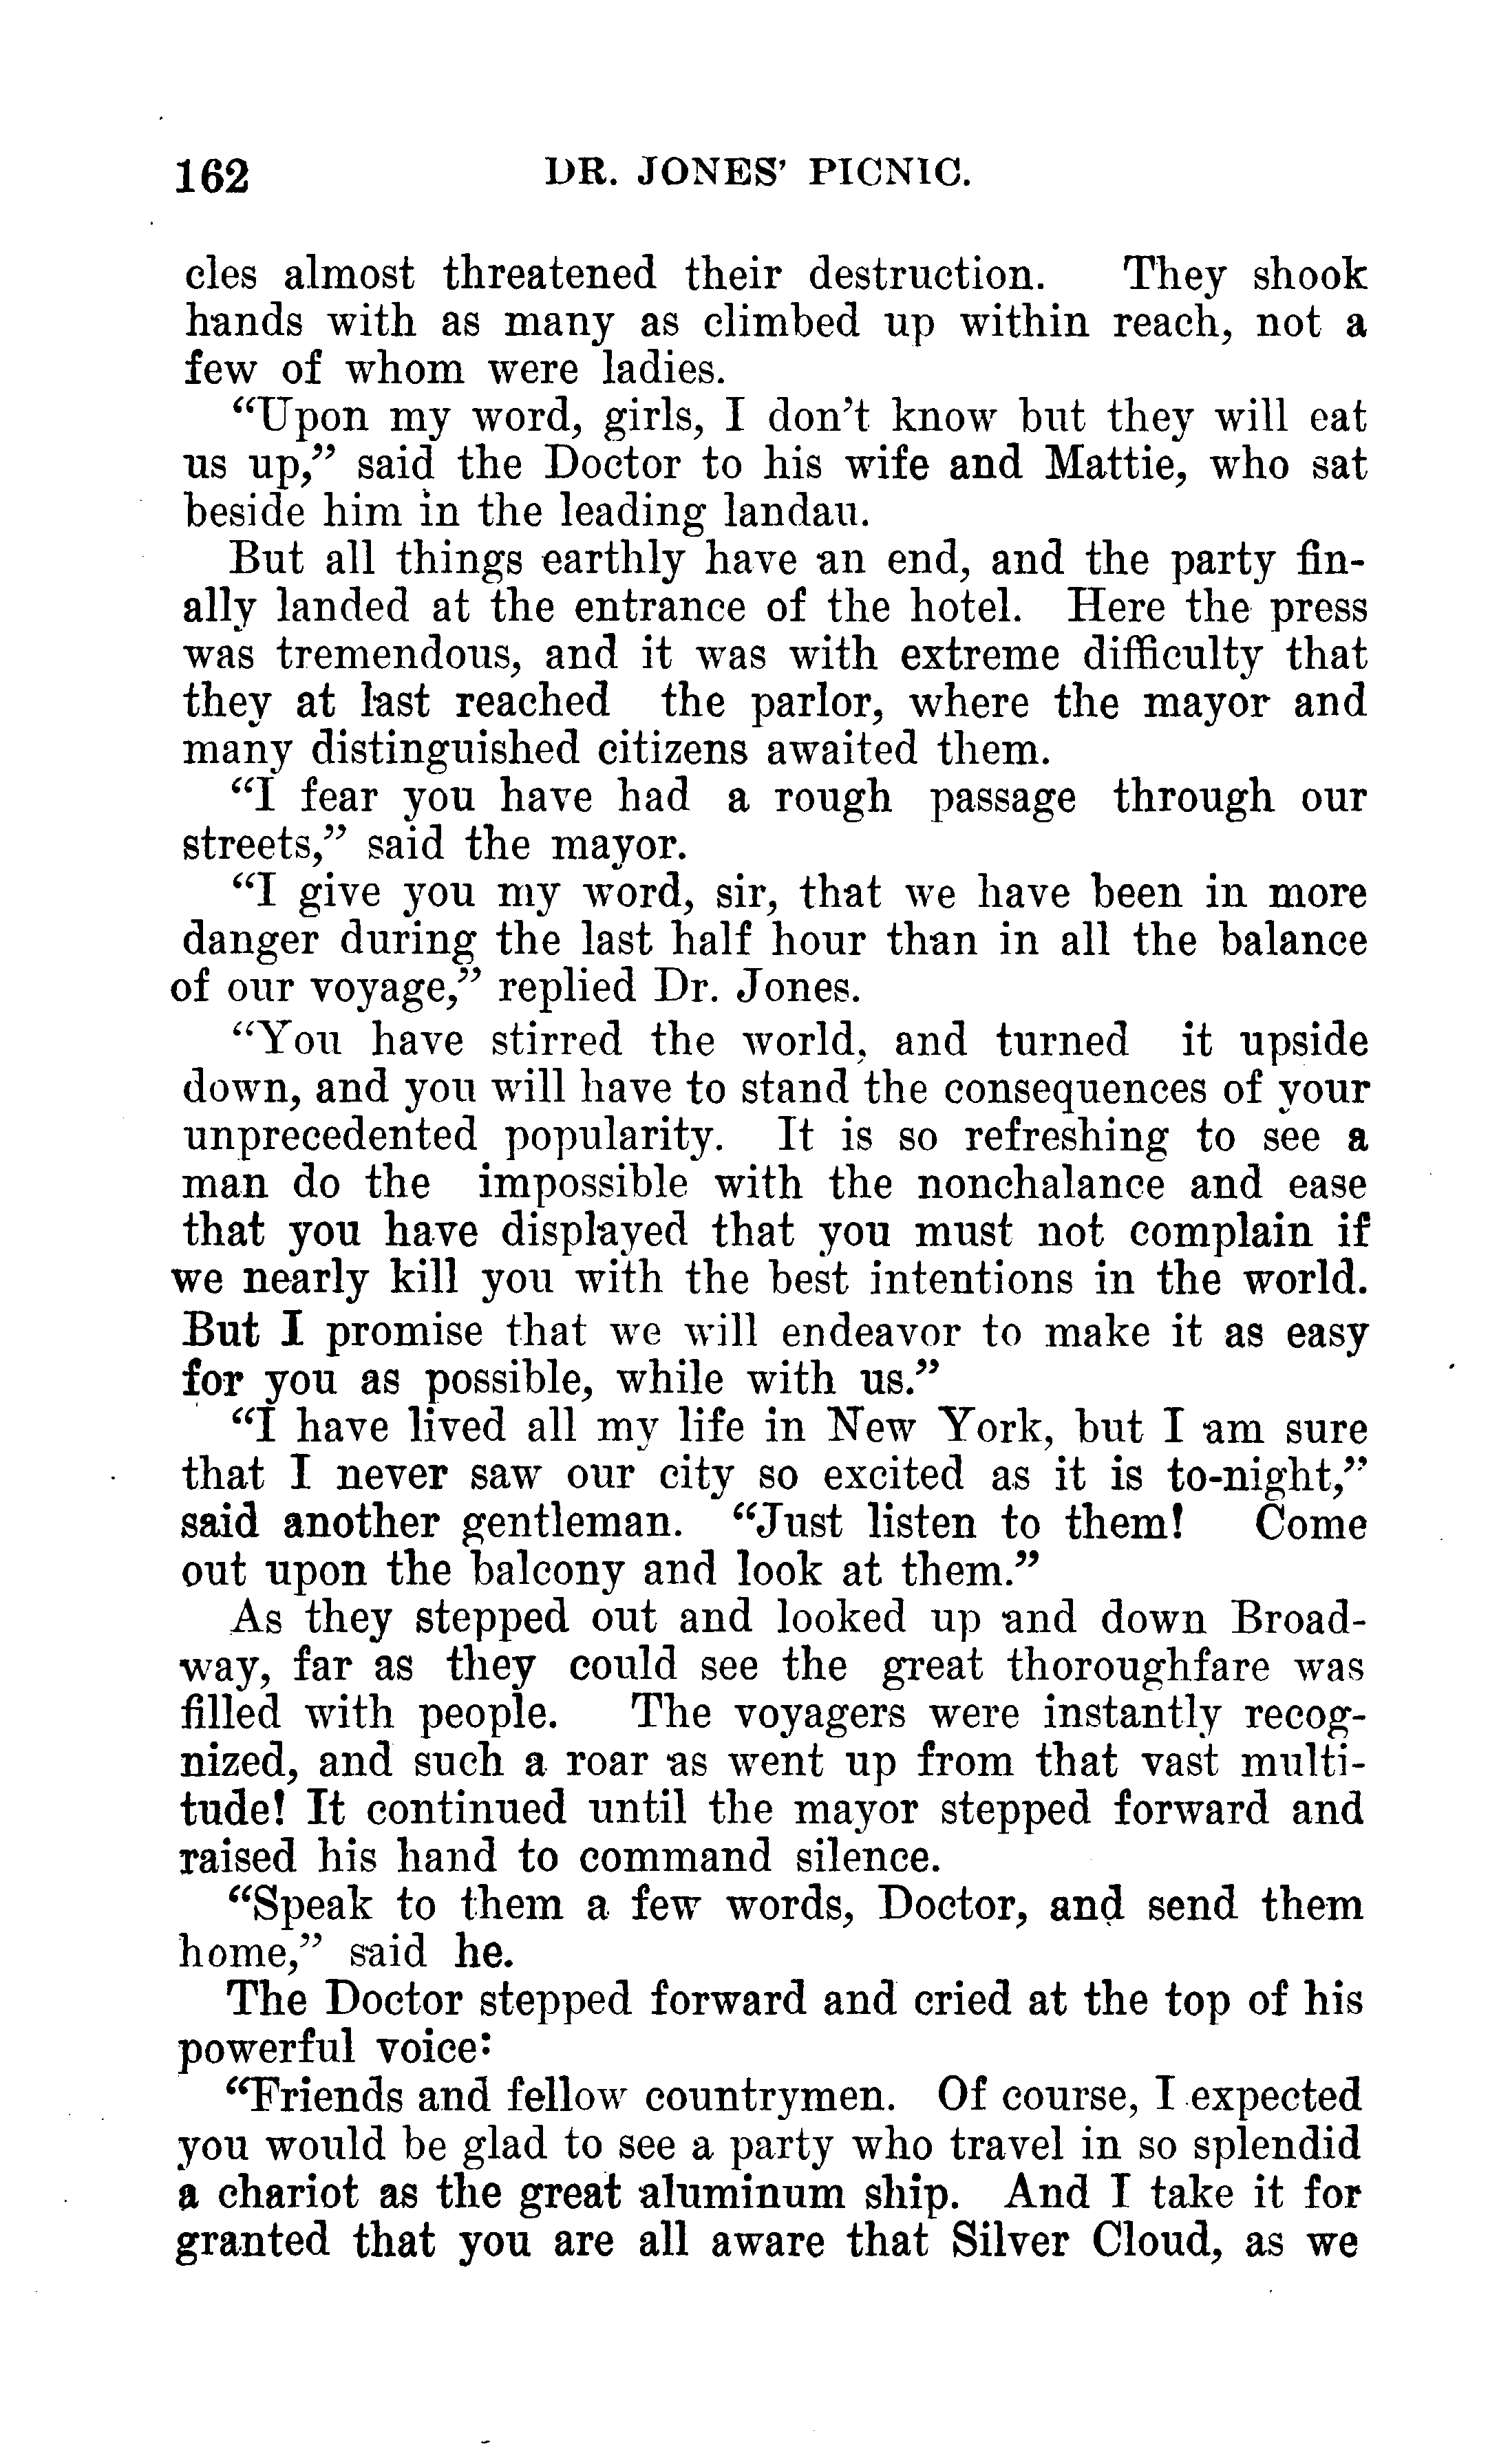 162 DR. JONES' PICNIC.
cles almost threatened their destruction. They shook
hands with as many as climbed up within reach, not a
few of whom were ladies.
“Upon my word, girls, I don’t know but they will eat
us up,” said the Doctor to his wife and Mattie, who sat
beside him in the leading landau.
But all things earthly have an end, and the party fin-
ally landed at the entrance of the hotel. Here the press
was tremendous, and it was with extreme difficulty that
they at last reached the parlor, where the mayor and
many distinguished citizens awaited them.
“I fear you have had a rough passage through our
streets,” said the mayor.
“I give you my word, sir, that we have been in more
danger during the last half hour than in all the balance
of our voyage,” replied Dr. Jones.
“You have stirred the world, and turned it upside
down, and you will have to stand the consequences of your
unprecedented popularity. It is so refreshing to see a
man do the impossible with the nonchalance and ease
that you have displayed that you must not complain if
we nearly kill you with the best intentions in the world.
But I promise that we will endeavor to make it as easy
for you as possible, while with us.”
“I have lived all my life in New York, but I am sure
that I never saw our city so excited as it is to-night,”
said another gentleman. “Just listen to them! Come
out upon the balcony and look at them.”
As they stepped out and looked up and down Broad-
way, far as they could see the great thoroughfare was
filled with people. The voyagers were instantly recog-
nized, and such a roar as went up from that vast multi-
tude! It continued until the mayor stepped forward and
raised his hand to command silence.
“Speak to them a few words, Doctor, and send them
home,” said he.
The Doctor stepped forward and cried at the top of his
powerful voice:
“Friends and fellow countrymen. Of course, I expected
you would be glad to see a party who travel in so splendid
a chariot as the great aluminum ship. And I take it for
granted that you are all aware that Silver Cloud, as we